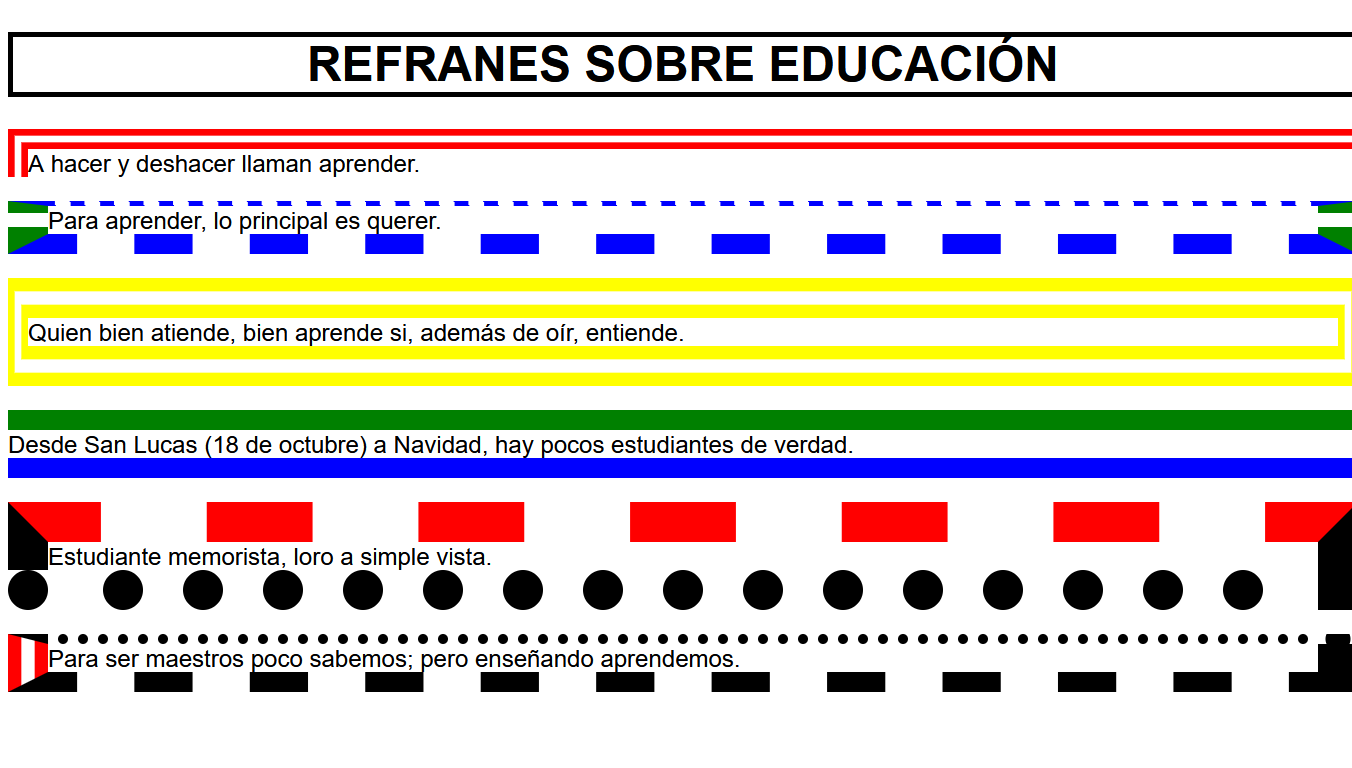 REFRANES SOBRE EDUCACIÓN
A hacer y deshacer llaman aprender.
Para aprender, lo principal es querer.
Quien bien atiende, bien aprende si, además de oír, entiende.
Desde San Lucas (18 de octubre) a Navidad, hay pocos estudiantes de verdad.
Estudiante memorista, loro a simple vista.
Para ser maestros poco sabemos; pero enseñando aprendemos.